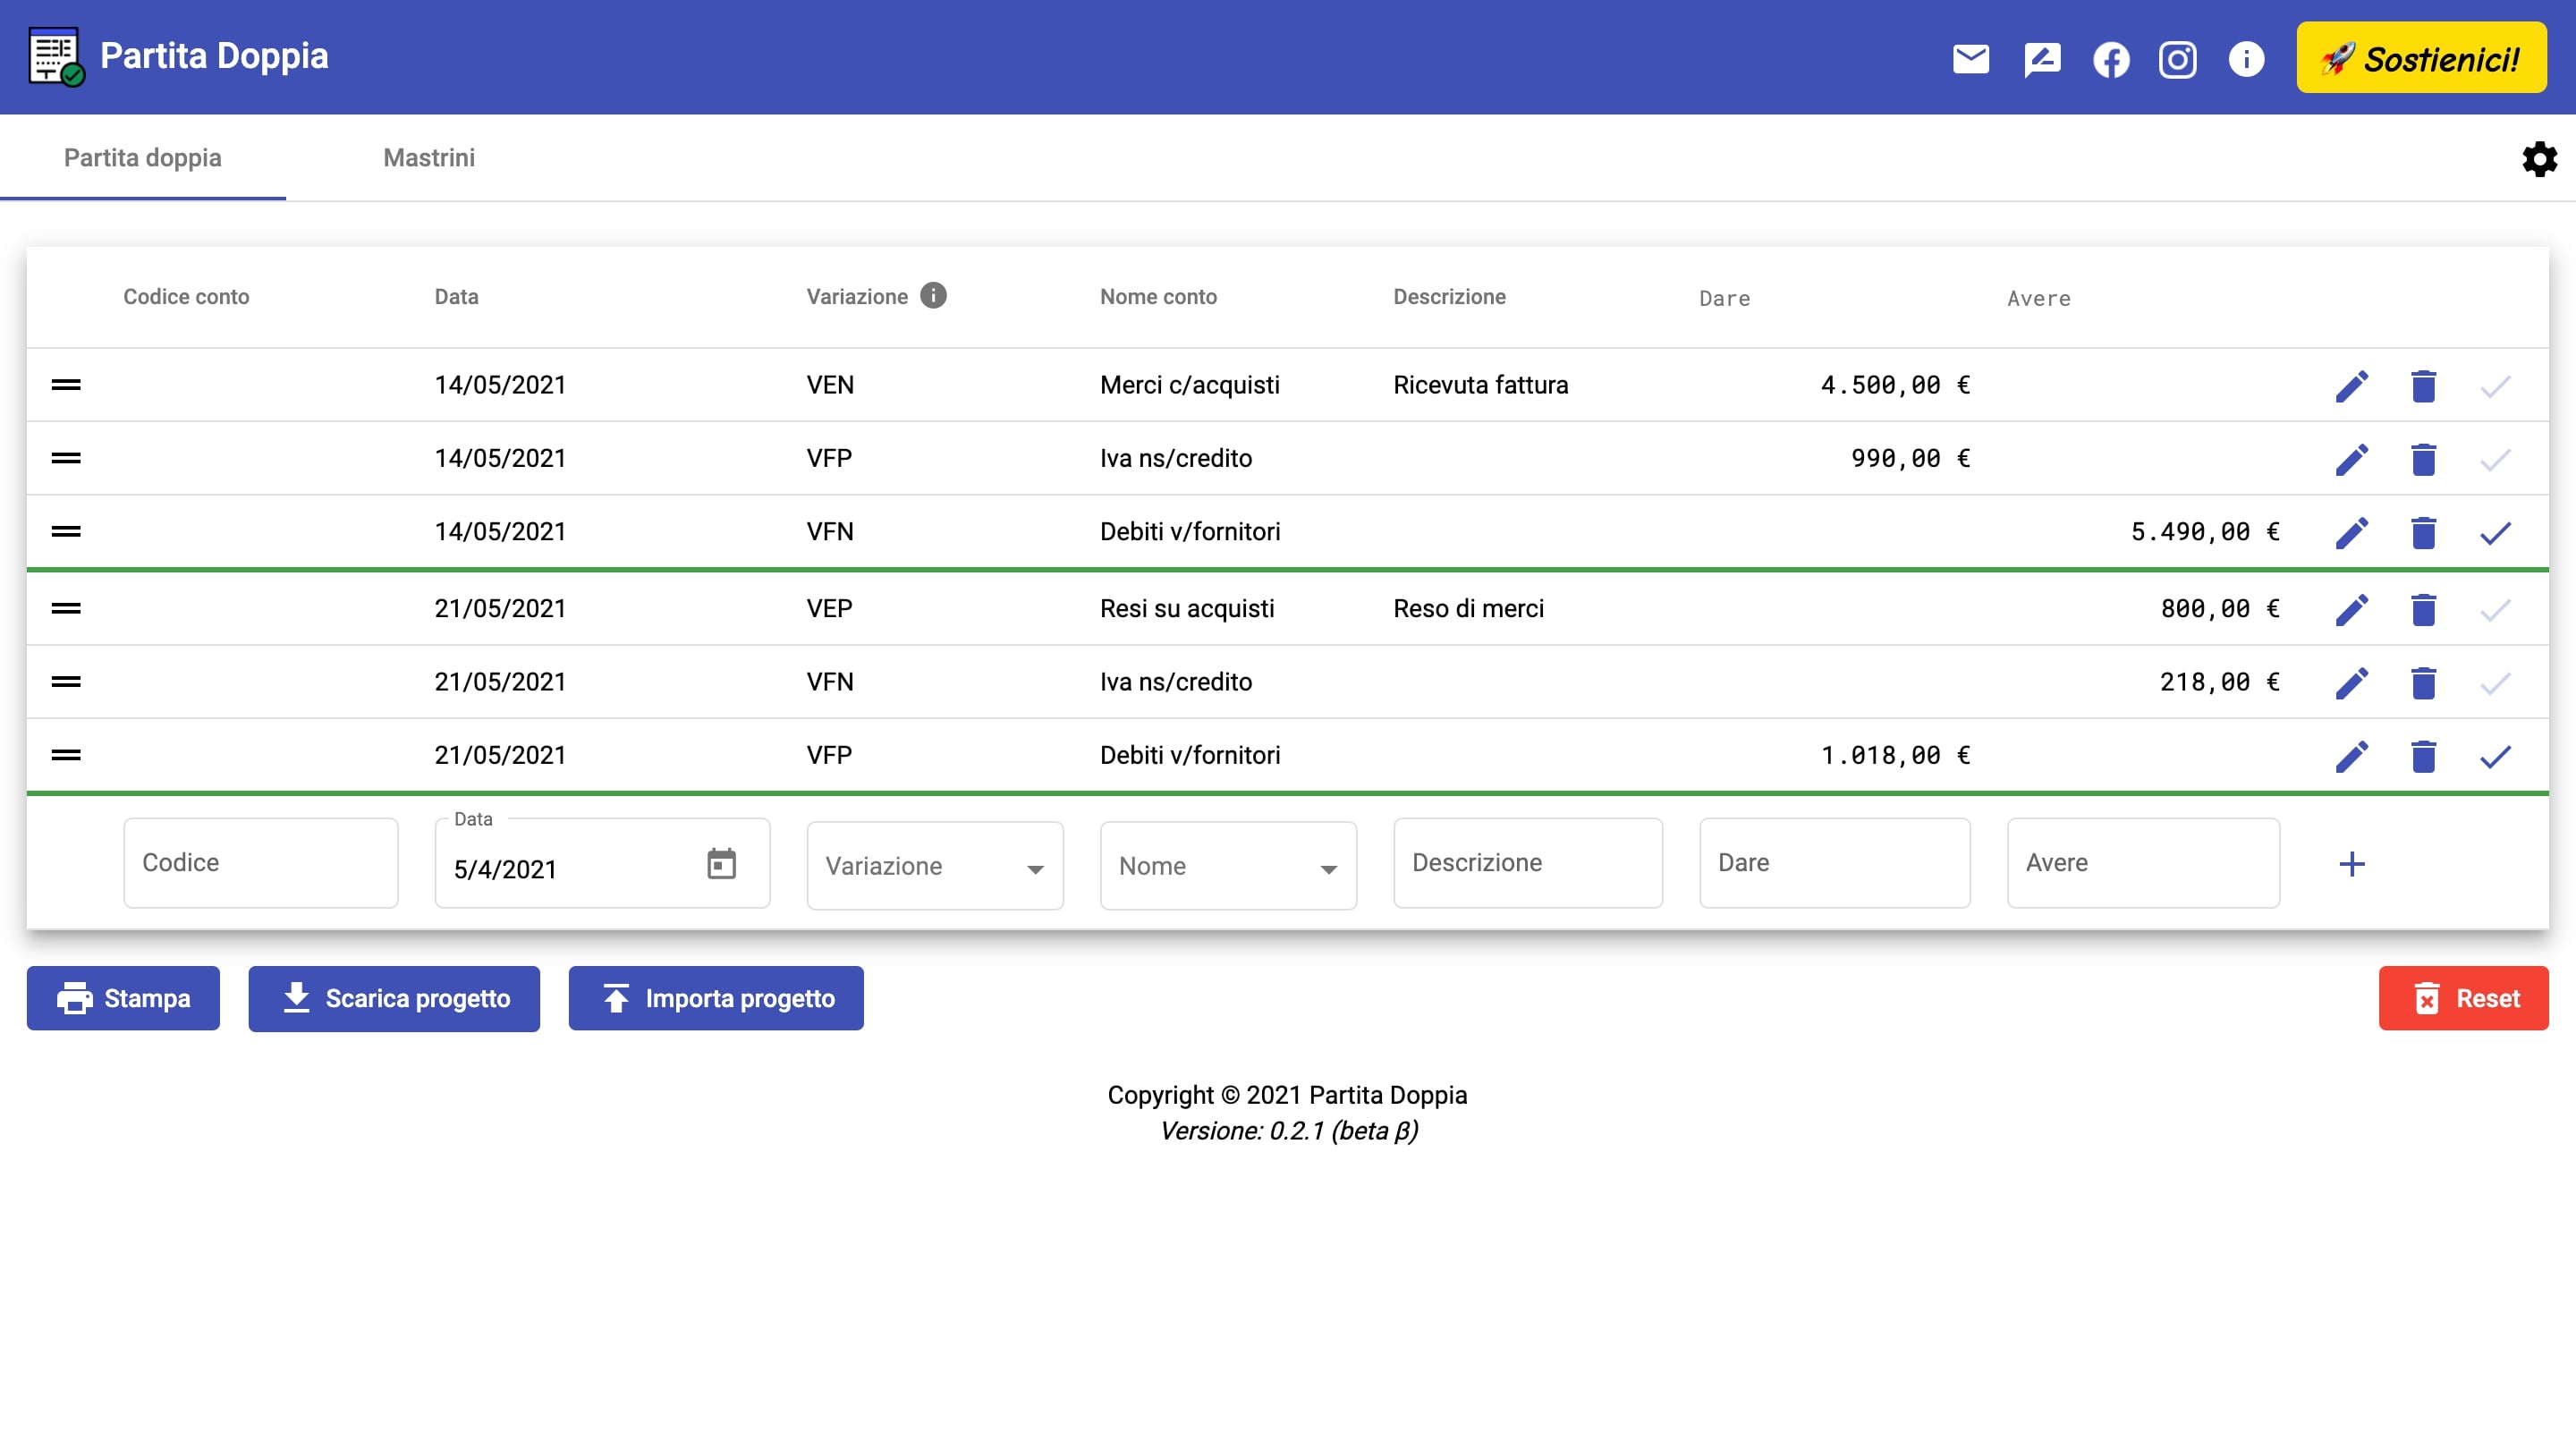 Partita Doppia
🚀 Sostienici!
Partita doppia Mastrini
Codice conto Data Variazione Nome conto Descrizione Dare Avere
14/05/2021 VEN Merci c/acquisti Ricevuta fattura 4.500,00 €
14/05/2021 VFP Iva ns/credito 990,00 €
14/05/2021 VFN Debiti v/fornitori 5.490,00 €
21/05/2021 VEP Resi su acquisti Reso di merci 800,00 €
21/05/2021 VFN Iva ns/credito 218,00 €
21/05/2021 VFP Debiti v/fornitori 1.018,00 €
Data
Codice 5/4/2021 Variazione Nome Descrizione Dare Avere
Stampa Scarica progetto Importa progetto Reset
Copyright © 2021 Partita Doppia
Versione: 0.2.1 (beta β)